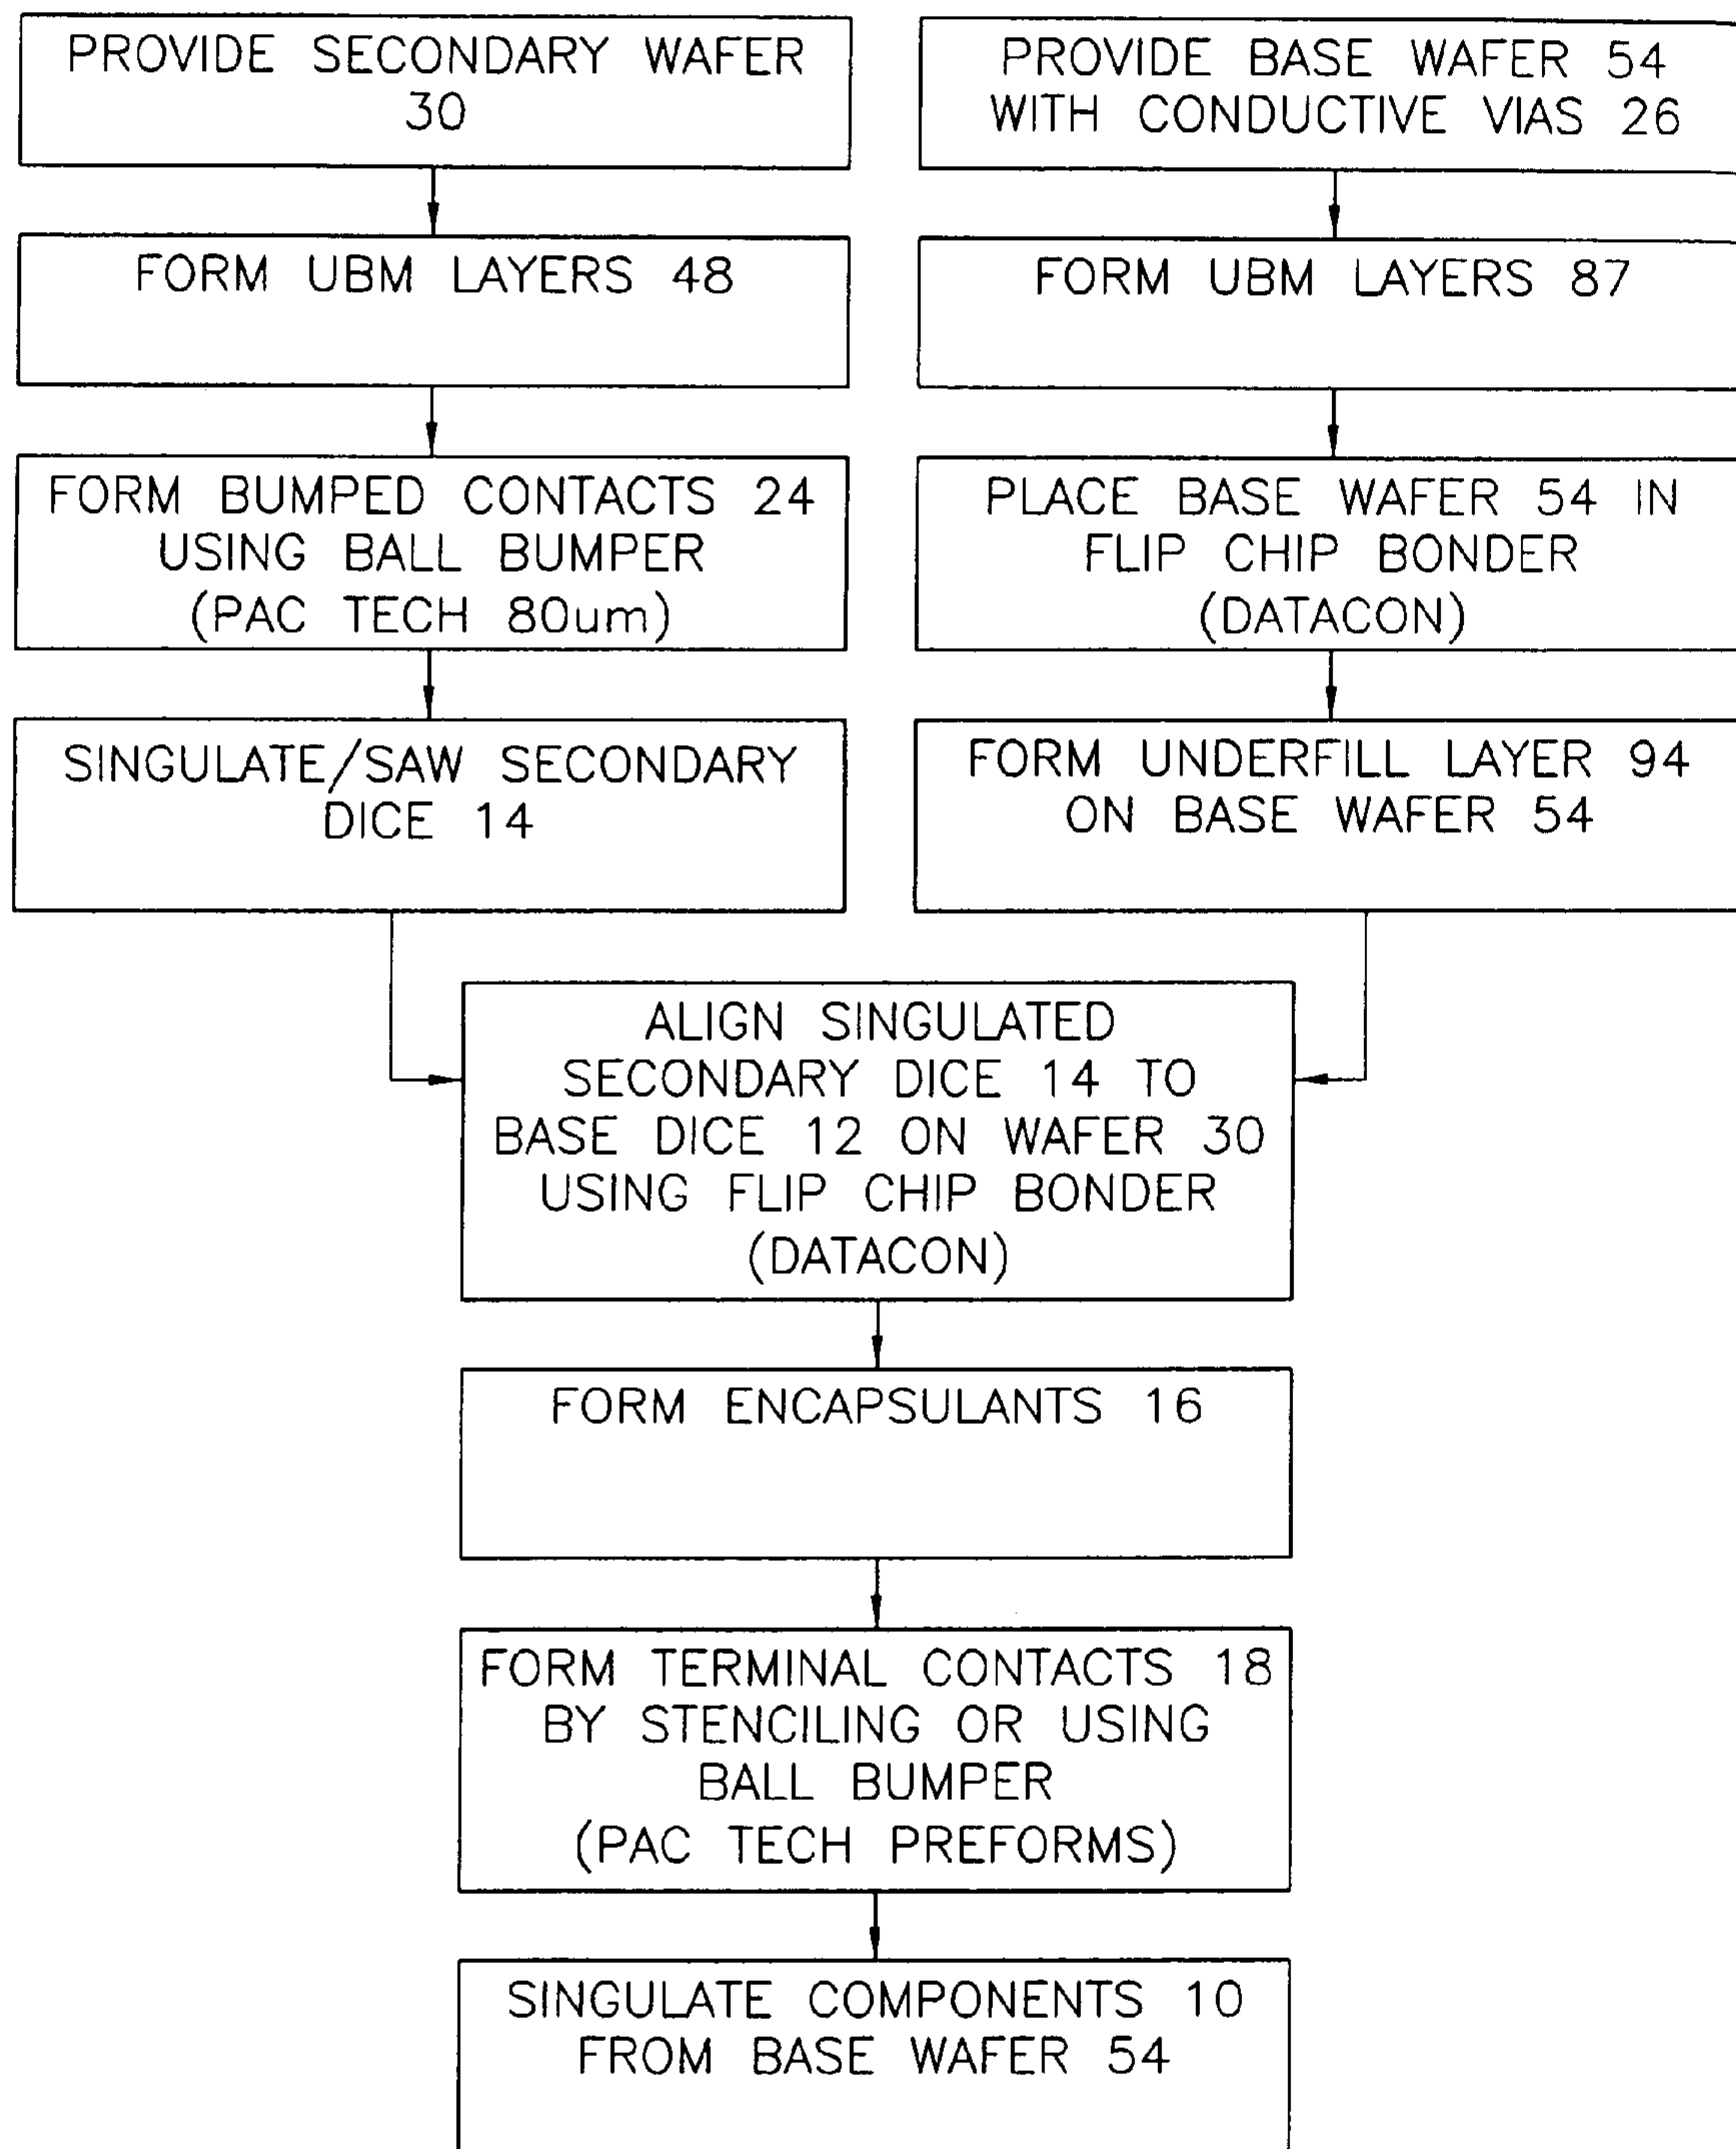 PROVIDE SECONDARY WAFER
30
FORM UBM LAYERS 48
FORM BUMPED CONTACTS 24
USING BALL BUMPER
(PAC TECH 80um)
SINGULATE/SAW SECONDARY
DICE 14
PROVIDE BASE WAFER 54
WITH CONDUCTIVE VIAS 26
FORM UBM LAYERS 87
PLACE BASE WAFER 54 IN
FLIP CHIP BONDER
(DATACON)
FORM UNDERFILL LAYER 94
ON BASE WAFER 54
ALIGN SINGULATED
SECONDARY DICE 14 TO
BASE DICE 12 ON WAFER 30
USING FLIP CHIP BONDER
(DATACON)
FORM ENCAPSULANTS 16
FORM TERMINAL CONTACTS 18
BY STENCILING OR USING
BALL BUMPER
(PAC TECH PREFORMS)
SINGULATE COMPONENTS 10
FROM BASE WAFER 54